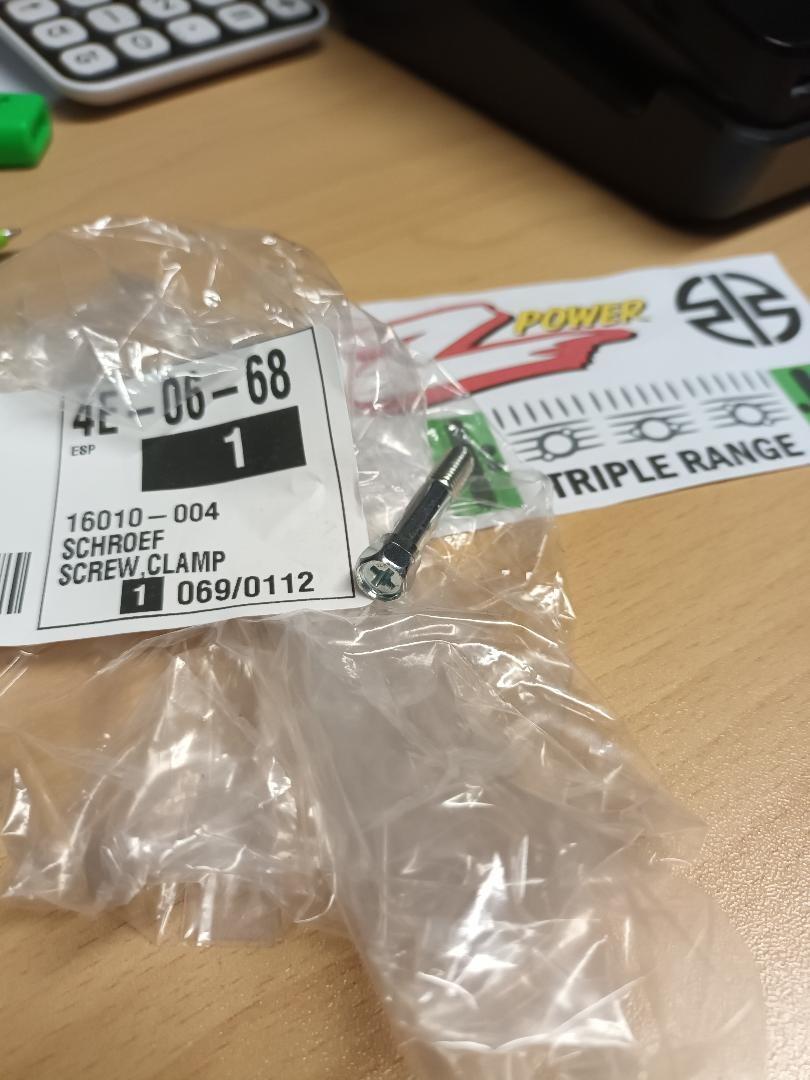 4E-06-68
ESP
1
16010-004
SCHROEF
SCREW,CLAMP
1 069/0112
Z POWER
TRIPLE RANGE